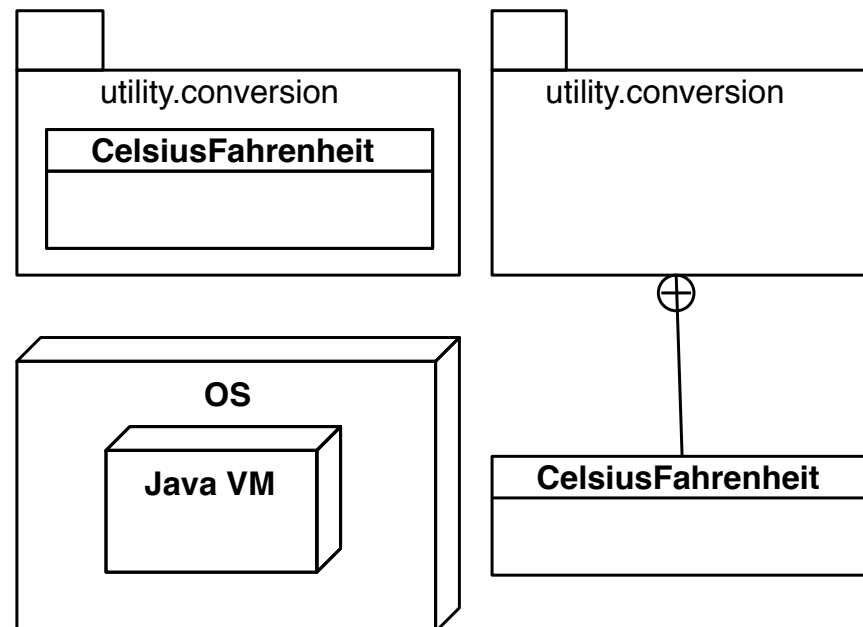 utility.conversion
CelsiusFahrenheit
utility.conversion
OS
Java VM
CelsiusFahrenheit